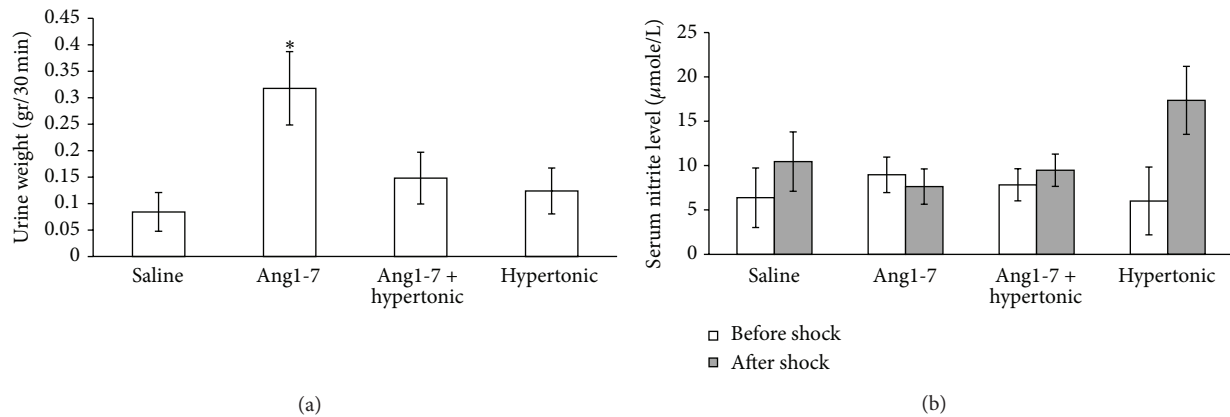 Urine weight (gr/30 min)
0.45
0.4
0.35
0.3
0.25
0.2
0.15
0.1
0.05
0
*
Saline
Ang1-7
Ang1-7 +
hypertonic
Hypertonic
(a)
Serum nitrite level (μmole/L)
25
20
15
10
5
0
Saline
Ang1-7
Ang1-7 +
hypertonic
Hypertonic
Before shock
After shock
(b)